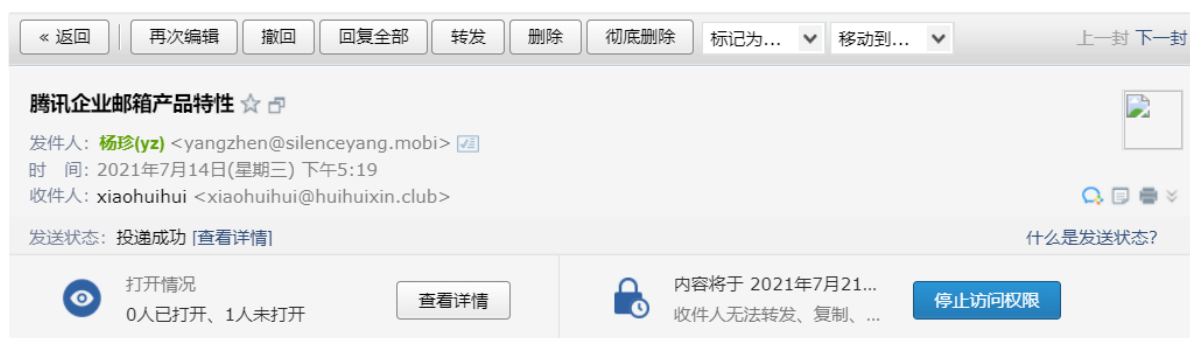 « 返回 再次编辑 撤回 回复全部 转发 删除 彻底删除 标记为... 移动到... 上一封 下一封
腾讯企业邮箱产品特性
发件人：杨珍(yz) <yangzhen@silenceyang.mobi>
时 间：2021年7月14日(星期三) 下午5:19
收件人：xiaohuihui <xiaohuihui@huihuixin.club>
发送状态：投递成功 [查看详情] 什么是发送状态?
打开情况
0人已打开、1人未打开
查看详情
内容将于 2021年7月21...
收件人无法转发、复制、...
停止访问权限